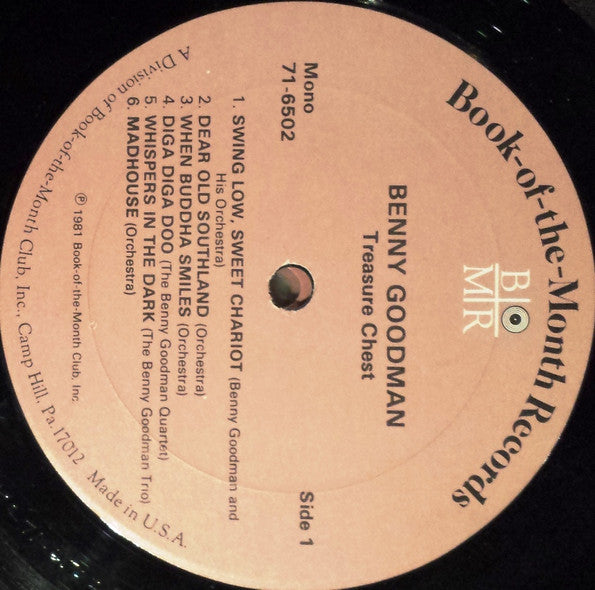 Book-of-the-Month Records
B
M R
BENNY GOODMAN
Treasure Chest
Mono
71-6502
Side 1
1. SWING LOW, SWEET CHARIOT (Benny Goodman and
His Orchestra)
2. DEAR OLD SOUTHLAND (Orchestra)
3. WHEN BUDDHA SMILES (Orchestra)
4. DIGA DIGA DOO (The Benny Goodman Quartet)
5. WHISPERS IN THE DARK (The Benny Goodman Trio)
6. MADHOUSE (Orchestra)
℗ 1981 Book-of-the-Month Club, Inc.
A Division of Book-of-the-Month Club, Inc., Camp Hill, Pa. 17012 Made in U.S.A.